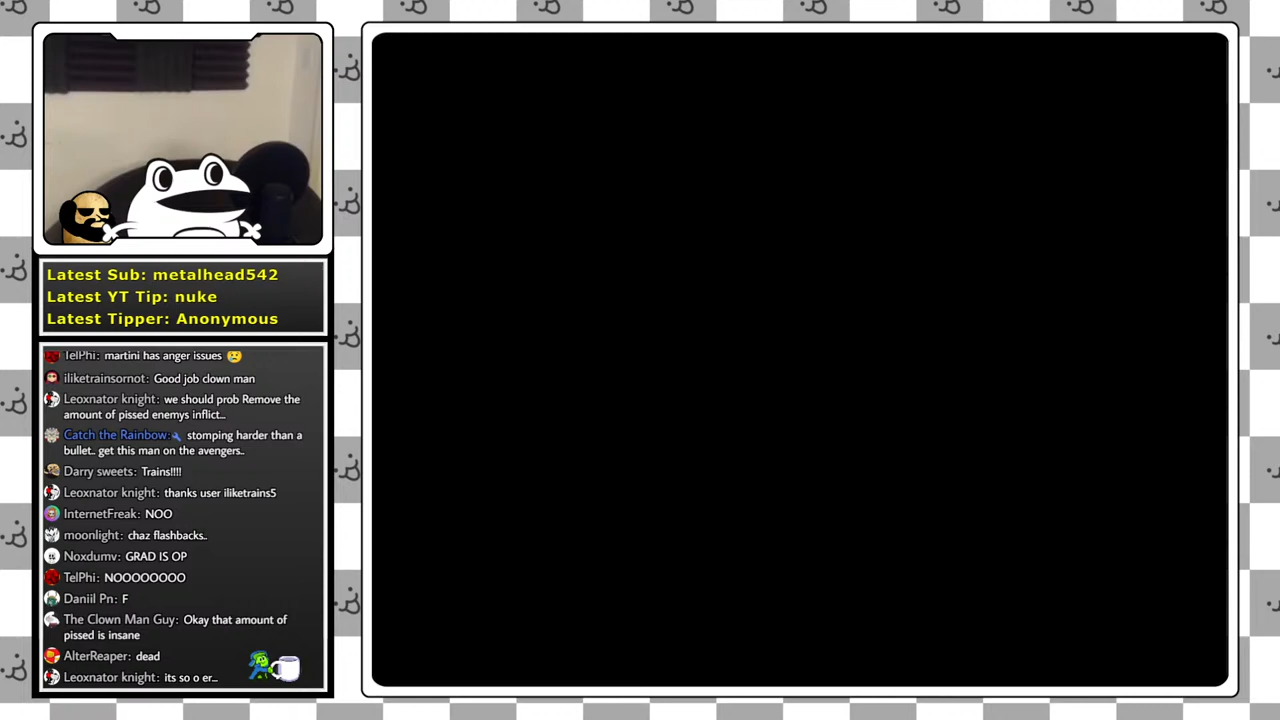 Latest Sub: metalhead542
Latest YT Tip: nuke
Latest Tipper: Anonymous
TelPhi: martini has anger issues 😢
iliketrainsornot: Good job clown man
Leoxnator knight: we should prob Remove the
amount of pissed enemys inflict...
Catch the Rainbow: stomping harder than a
bullet.. get this man on the avengers..
Darry sweets: Trains!!!!
Leoxnator knight: thanks user iliketrains5
InternetFreak: NOO
moonlight: chaz flashbacks..
Noxdumv: GRAD IS OP
TelPhi: NOOOOOOOO
Daniil Pn: F
The Clown Man Guy: Okay that amount of
pissed is insane
AlterReaper: dead
Leoxnator knight: its so o er...